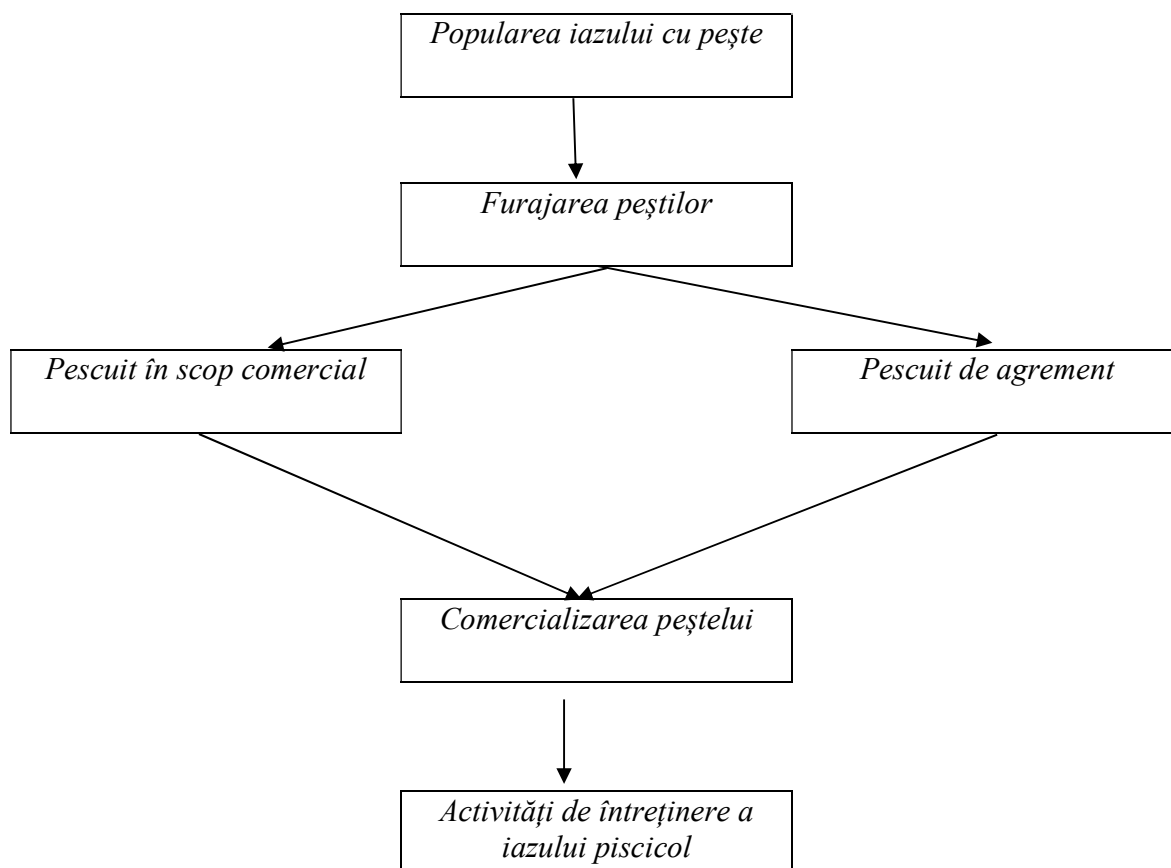 Popularea iazului cu pește
Furajarea peștilor
Pescuit în scop comercial
Pescuit de agrement
Comercializarea peștelui
Activități de întreținere a
iazului piscicol